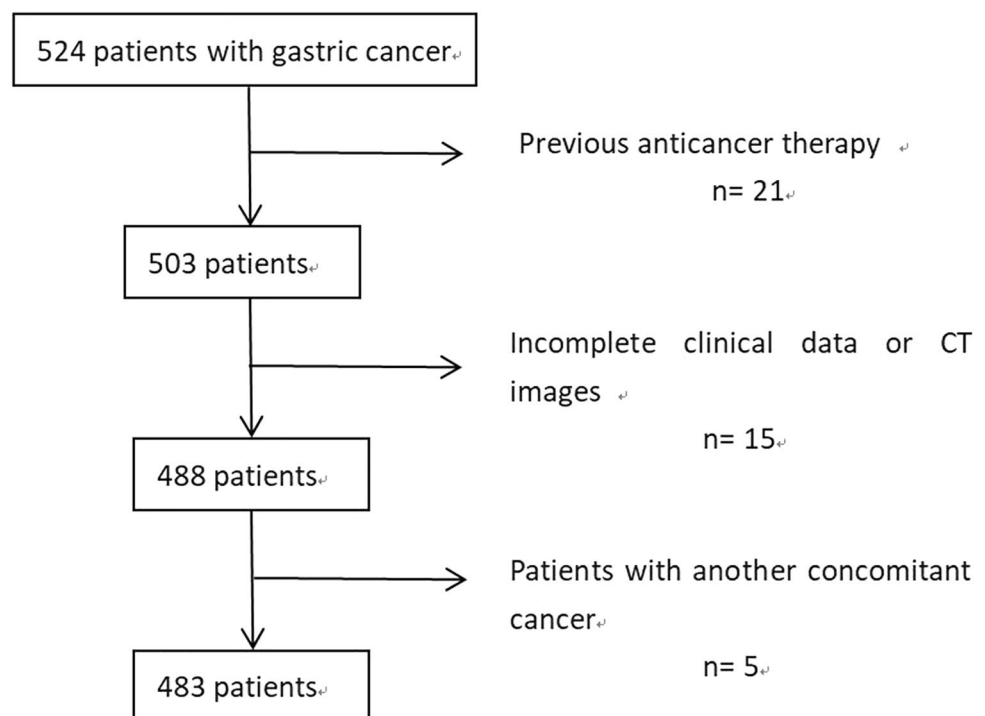 524 patients with gastric cancer
Previous anticancer therapy
n= 21
503 patients
Incomplete clinical data or CT
images
n= 15
488 patients
Patients with another concomitant
cancer
n= 5
483 patients